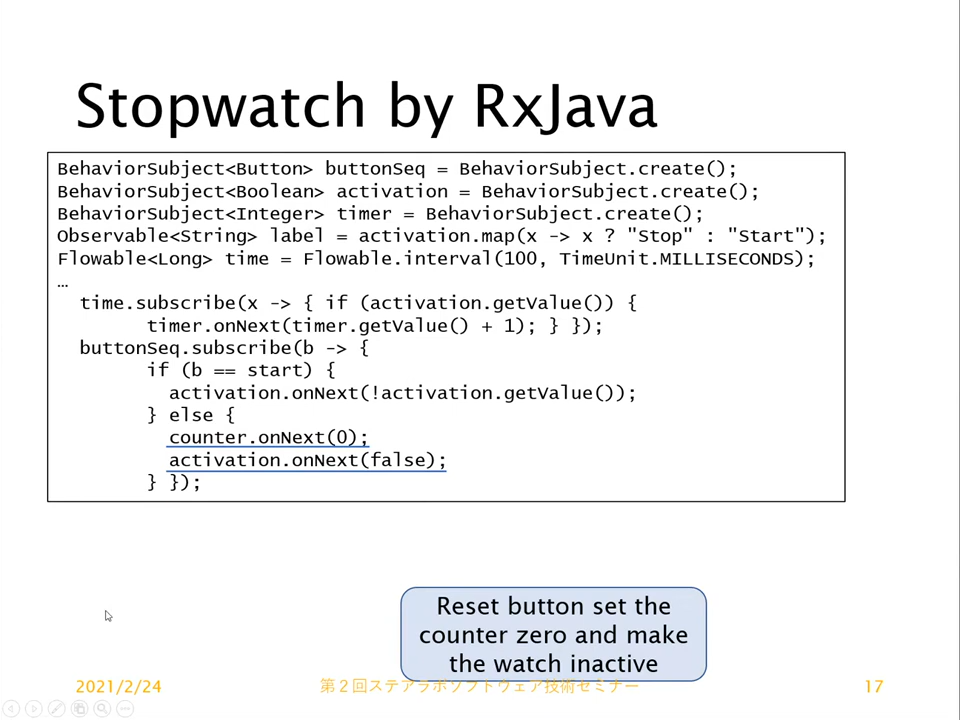 Stopwatch by RxJava
BehaviorSubject<Button> buttonSeq = BehaviorSubject.create();
BehaviorSubject<Boolean> activation = BehaviorSubject.create();
BehaviorSubject<Integer> timer = BehaviorSubject.create();
Observable<String> label = activation.map(x -> x ? "Stop" : "Start");
Flowable<Long> time = Flowable.interval(100, TimeUnit.MILLISECONDS);
…
time.subscribe(x -> { if (activation.getValue()) {
timer.onNext(timer.getValue() + 1); } });
buttonSeq.subscribe(b -> {
if (b == start) {
activation.onNext(!activation.getValue());
} else {
counter.onNext(0);
activation.onNext(false);
} });
Reset button set the
counter zero and make
the watch inactive
2021/2/24
第２回ステアラボソフトウェア技術セミナー
17